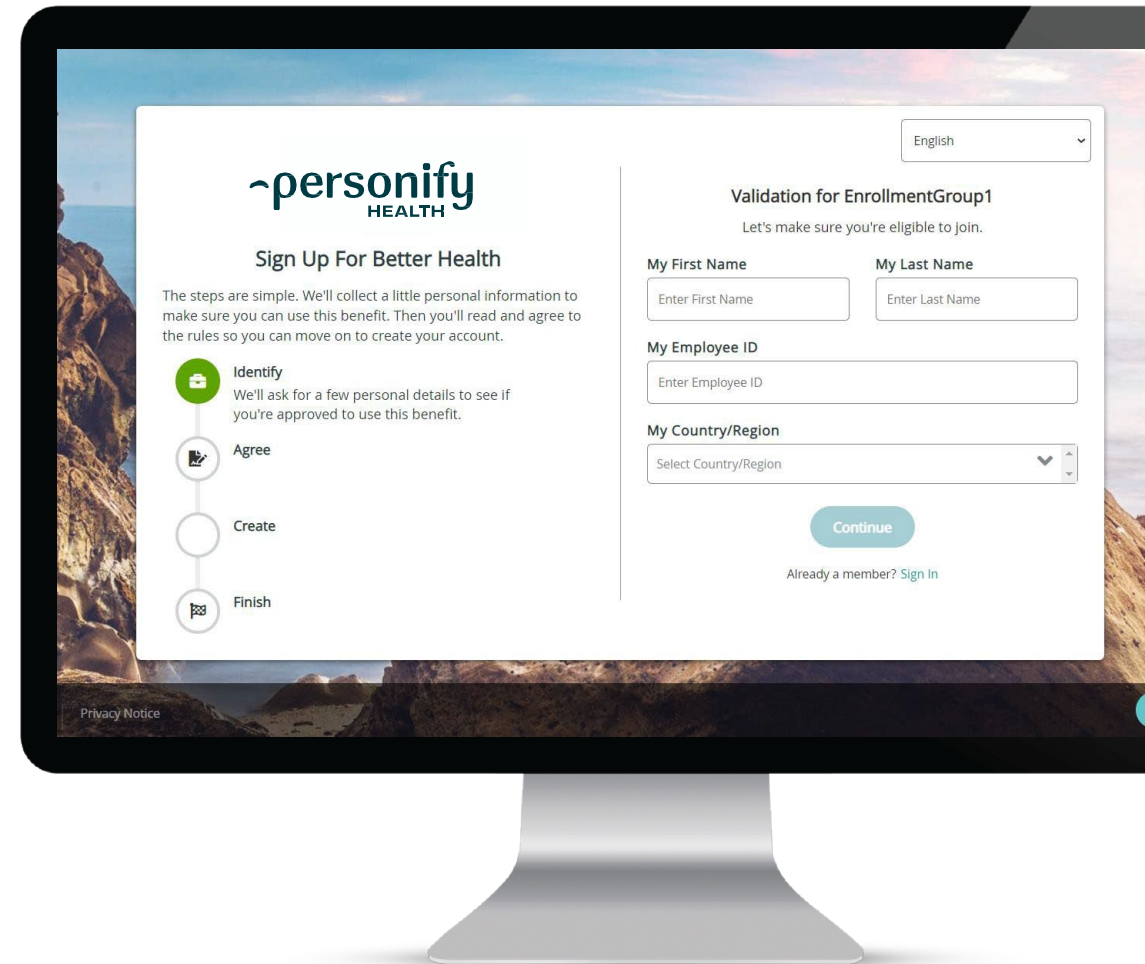 ~personify
HEALTH
Sign Up For Better Health
The steps are simple. We'll collect a little personal information to
make sure you can use this benefit. Then you'll read and agree to
the rules so you can move on to create your account.
Identify
We'll ask for a few personal details to see if
you're approved to use this benefit.
Agree
Create
Finish
English
Validation for EnrollmentGroup1
Let's make sure you're eligible to join.
My First Name
My Last Name
Enter First Name
Enter Last Name
My Employee ID
Enter Employee ID
My Country/Region
Select Country/Region
Continue
Already a member? Sign In
Privacy Notice